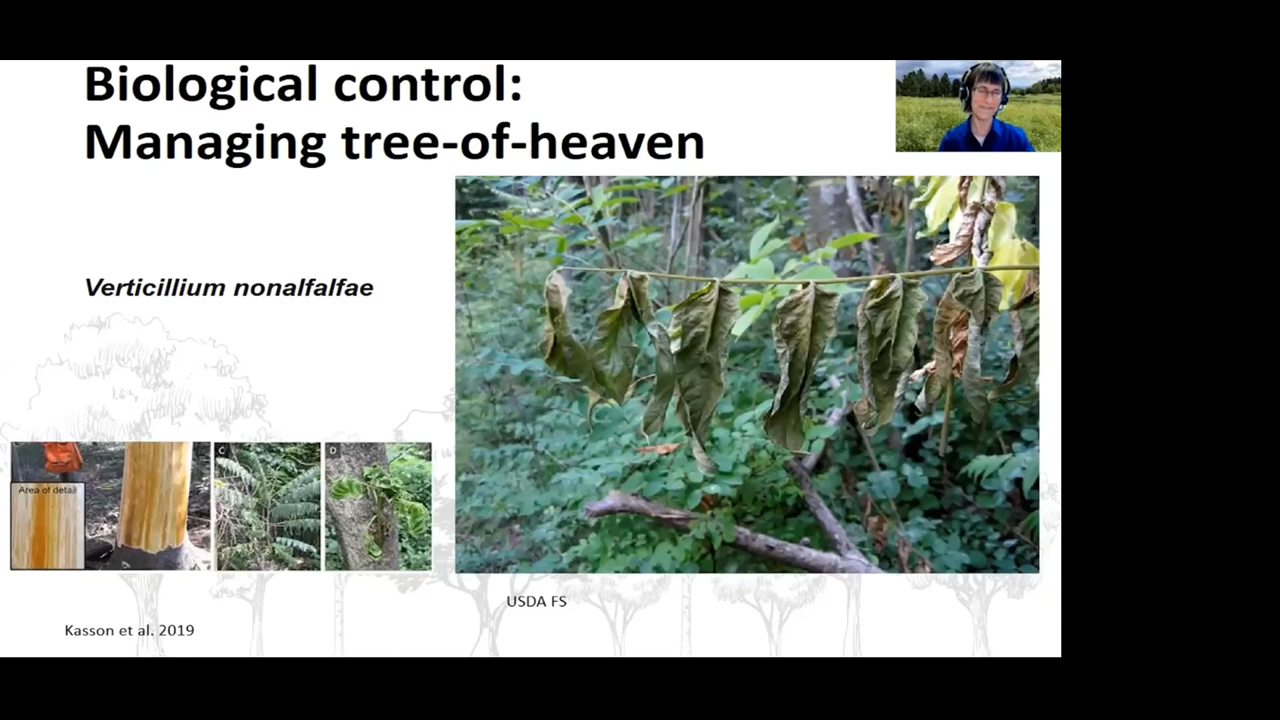 Biological control:
Managing tree-of-heaven
Verticillium nonalfalfae
Area of detail
C
D
USDA FS
Kasson et al. 2019